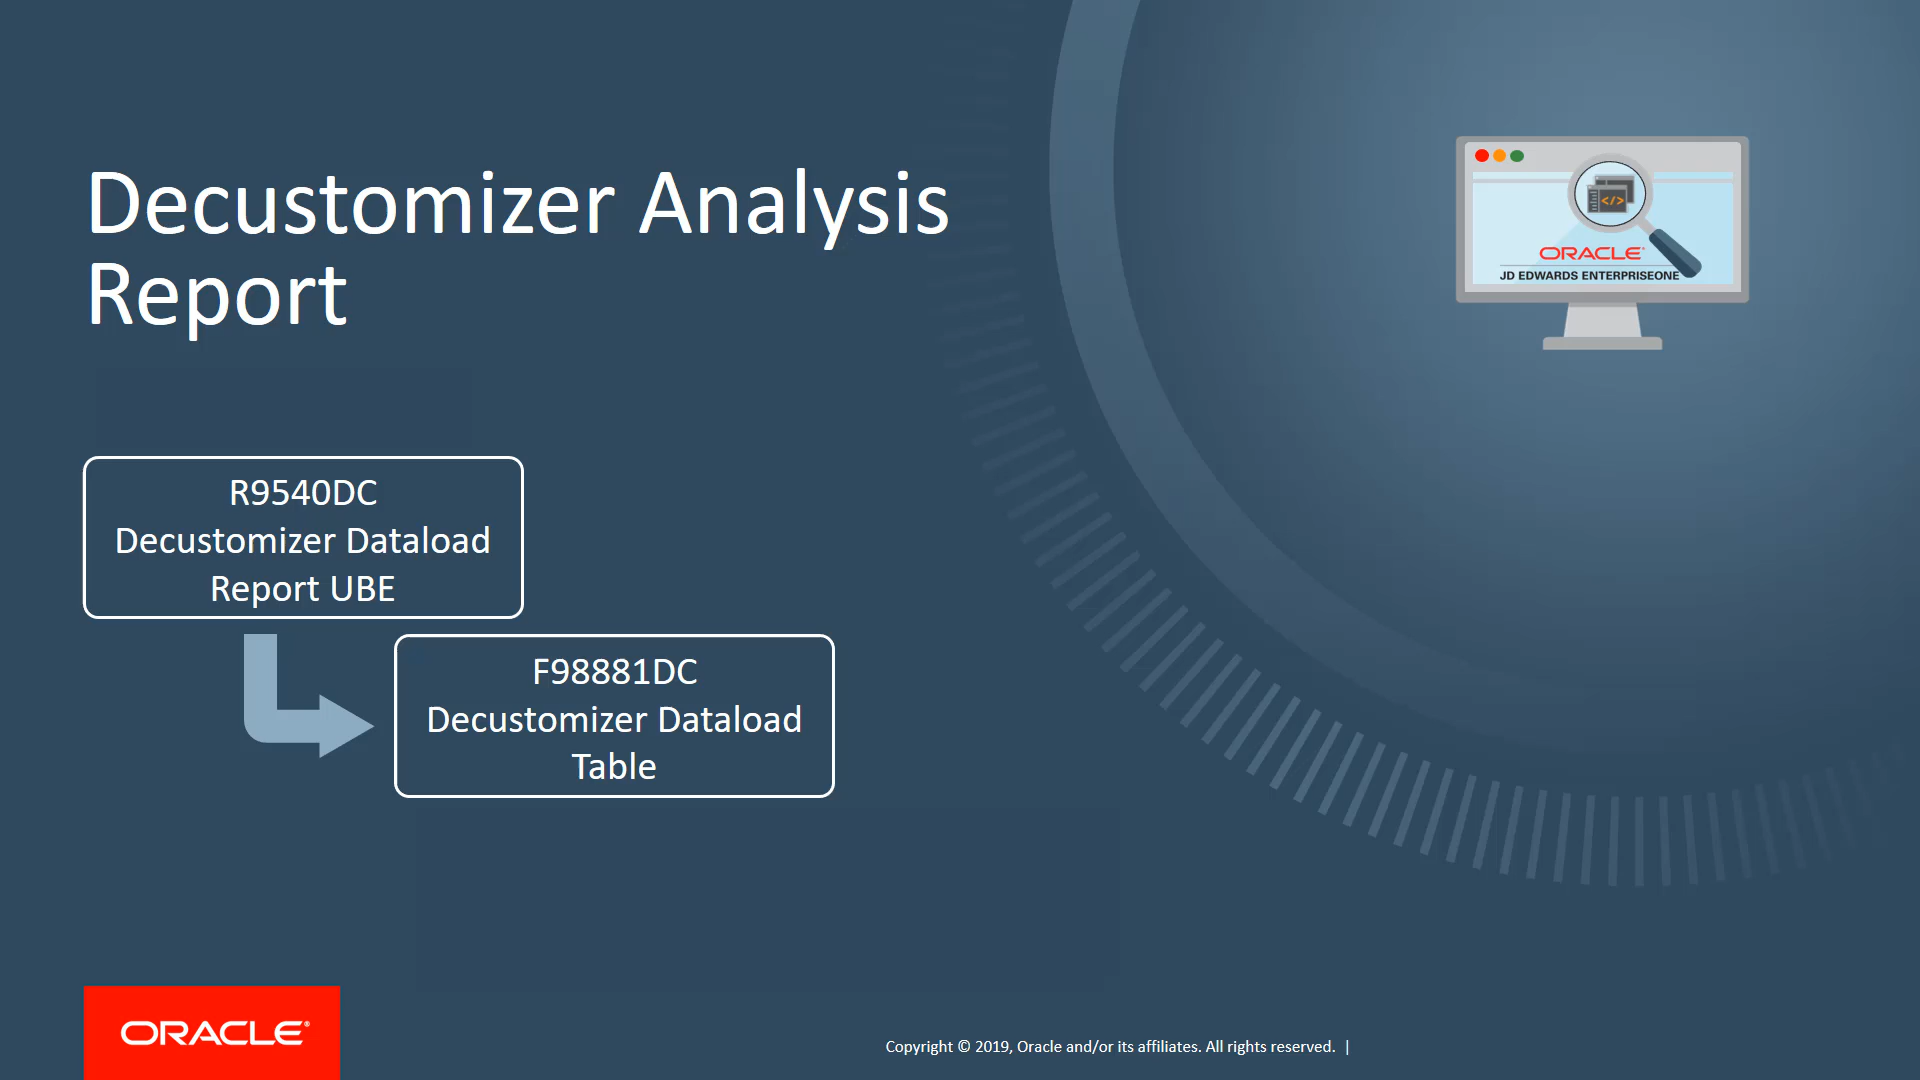 Decustomizer Analysis
Report
</>
ORACLE
JD EDWARDS ENTERPRISEONE
R9540DC
Decustomizer Dataload
Report UBE
F98881DC
Decustomizer Dataload
Table
ORACLE®
Copyright © 2019, Oracle and/or its affiliates. All rights reserved. |